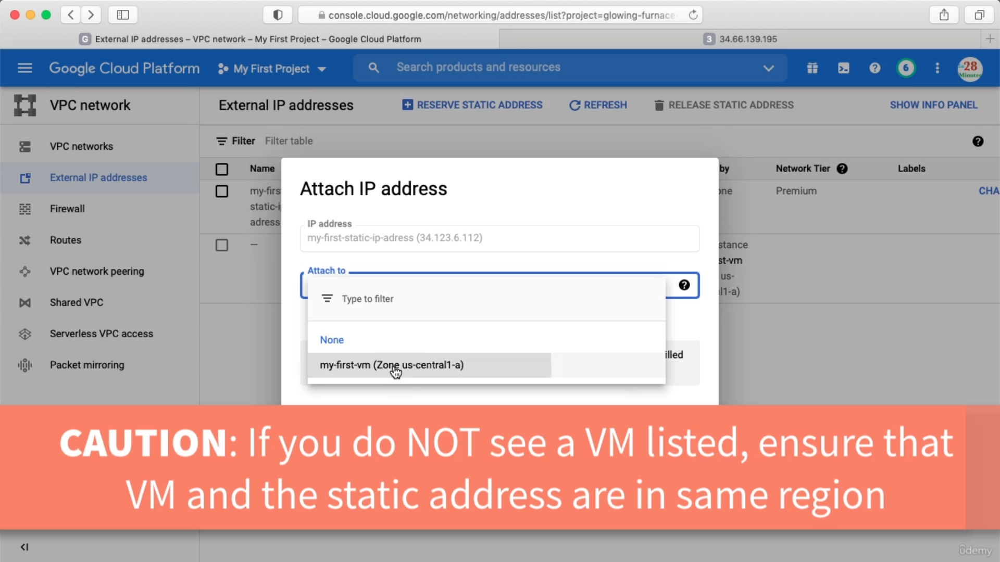 console.cloud.google.com/networking/addresses/list?project=glowing-furnace-
G External IP addresses – VPC network – My First Project – Google Cloud Platform
3 34.66.139.195
Google Cloud Platform
My First Project
Search products and resources
6
28
Minutes
VPC network
External IP addresses
RESERVE STATIC ADDRESS
REFRESH
RELEASE STATIC ADDRESS
SHOW INFO PANEL
VPC networks
External IP addresses
Firewall
Routes
VPC network peering
Shared VPC
Serverless VPC access
Packet mirroring
Filter Filter table
Name
by
Network Tier
Labels
my-firs
static-i
adress
one
Premium
CHA
–
stance
st-vm
us-
l1-a)
Attach IP address
IP address
my-first-static-ip-adress (34.123.6.112)
Attach to
Type to filter
None
my-first-vm (Zone us-central1-a)
illed
CAUTION: If you do NOT see a VM listed, ensure that
VM and the static address are in same region
ûdemy